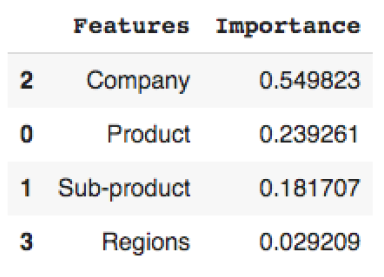 Features Importance
2 Company 0.549823
0 Product 0.239261
1 Sub-product 0.181707
3 Regions 0.029209